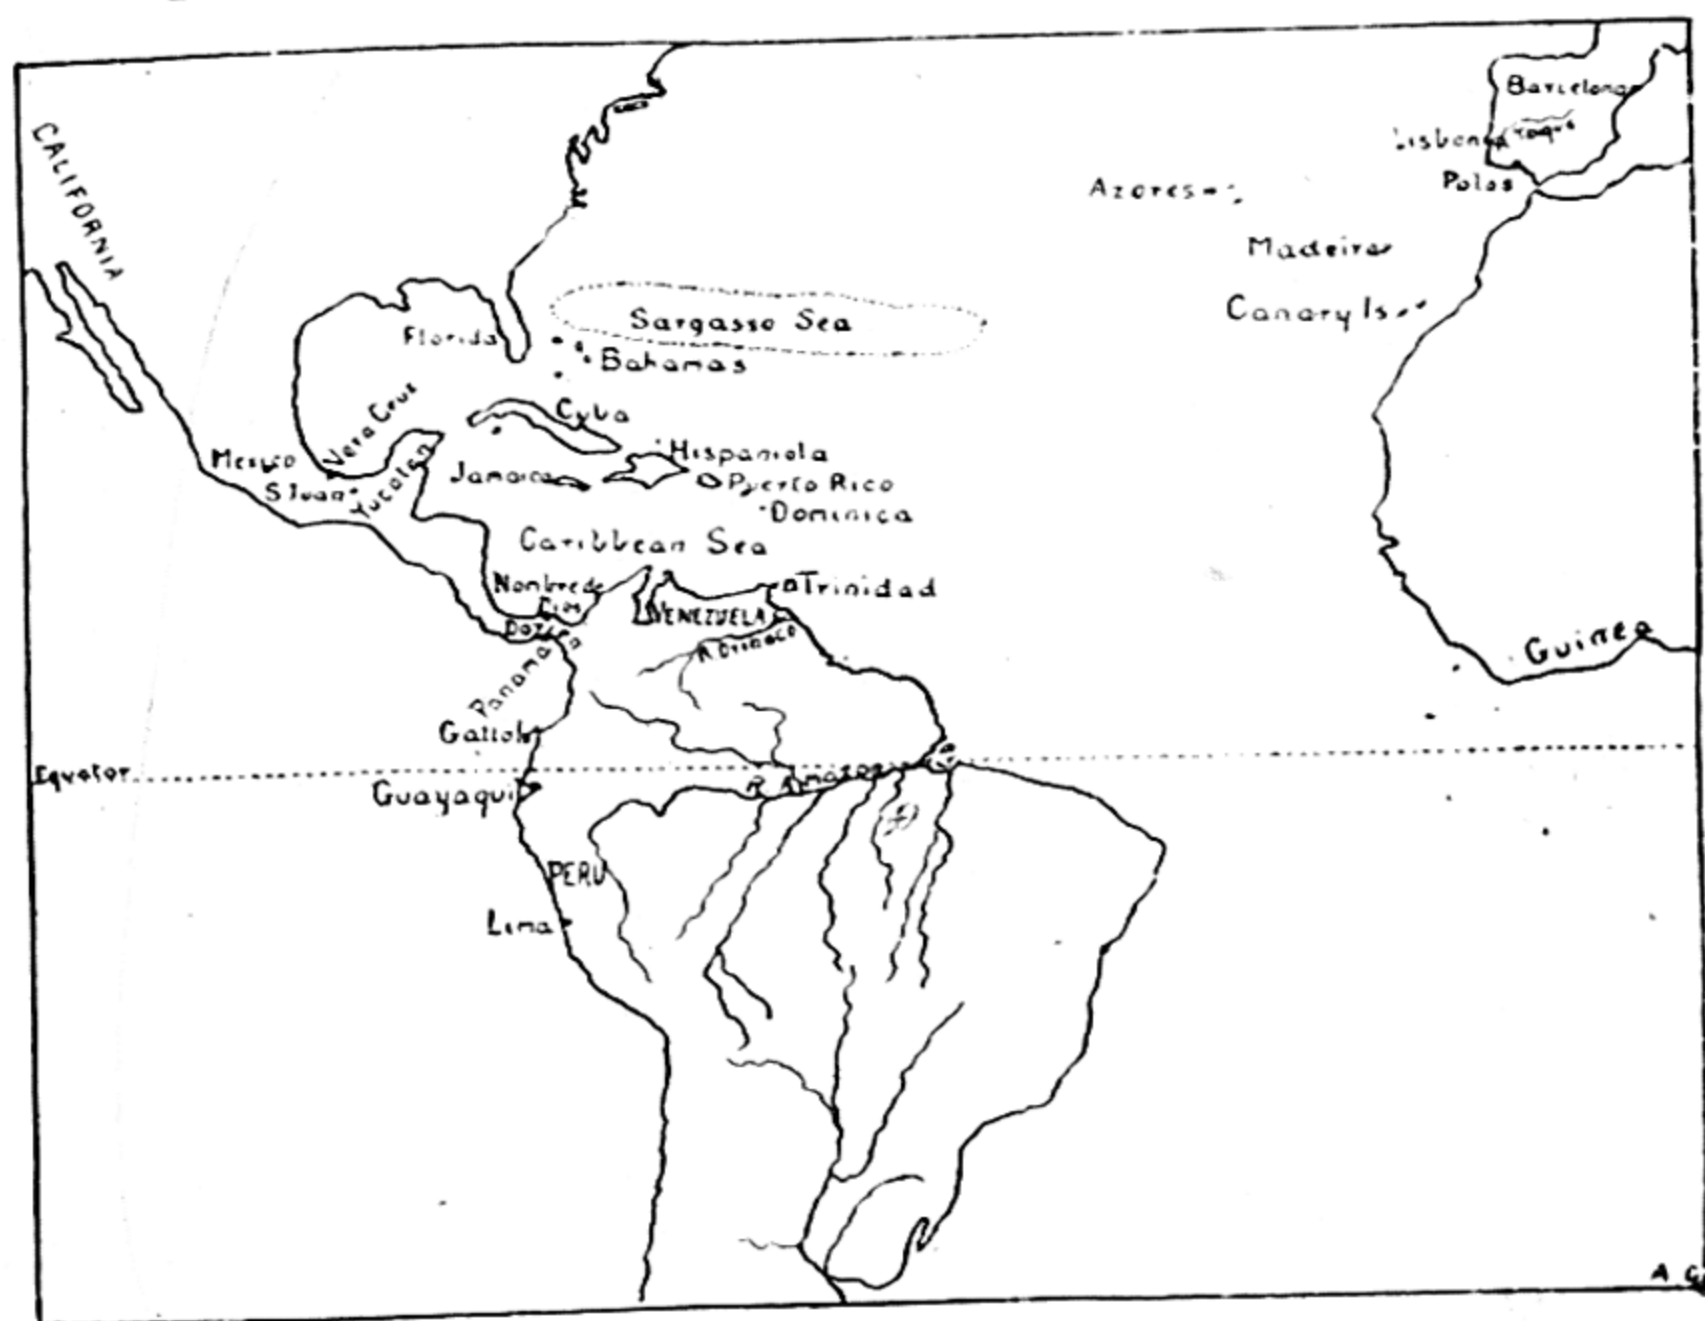 Barcelona
CALIFORNIA
Lisbon
Azores
Palos
Madeira
Canary Is
Sargasso Sea
Florida
Bahamas
Cuba
Vera Cruz
Hispaniola
Mexico
Jamaica
Puerto Rico
S Juan
Yucatan
Dominica
Caribbean Sea
Nombre de
Dios
Trinidad
VENEZUELA
Darien
R Orinoco
Guinea
Panama
Gallo
Equator
R Amazon
Guayaquil
PERU
Lima
A G